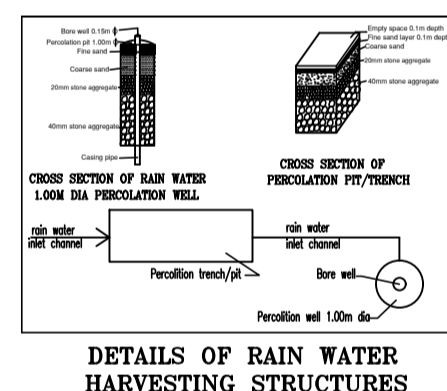 Bore well 0.15m ϕ
Percolation pit 1.00m ϕ
Fine sand
Coarse sand
20mm stone aggregate
40mm stone aggregate
Casing pipe
CROSS SECTION OF RAIN WATER
1.00M DIA PERCOLATION WELL
Empty space 0.1m depth
Fine sand layer 0.1m dept
Coarse sand
20mm stone aggregate
40mm stone aggregate
CROSS SECTION OF
PERCOLATION PIT/TRENCH
rain water
inlet channel
Percolition trench/pit
rain water
inlet channel
Bore well
Percolition well 1.00m dia
DETAILS OF RAIN WATER
HARVESTING STRUCTURES